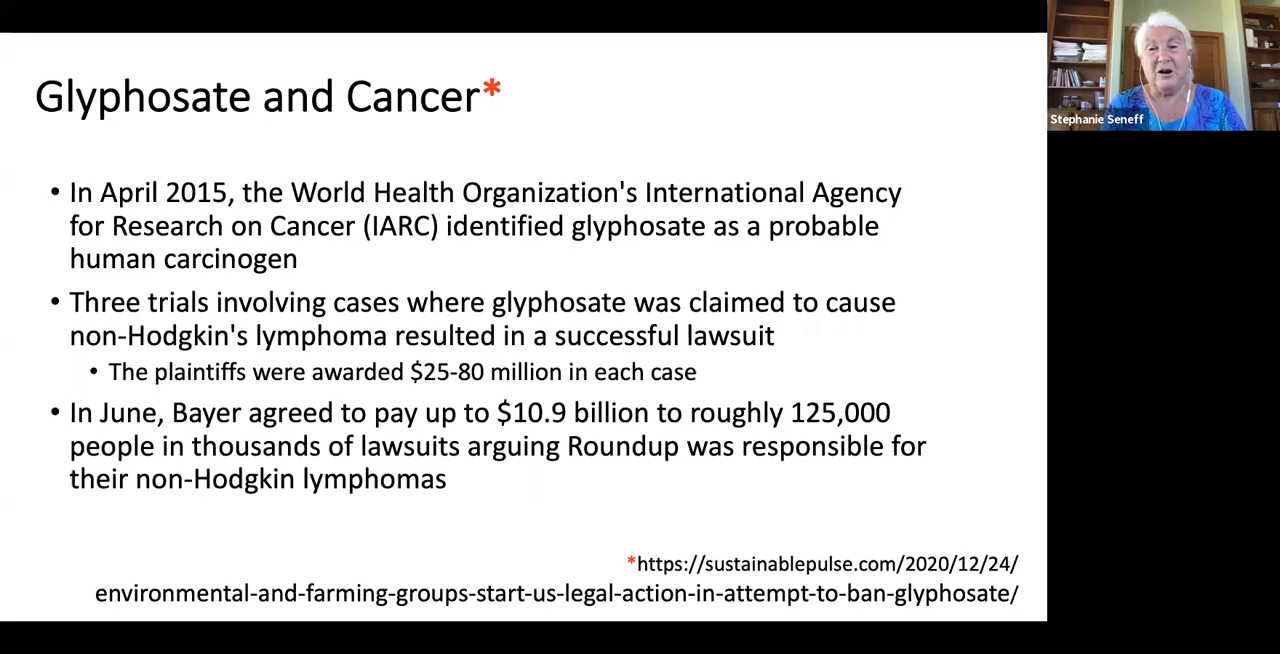 Glyphosate and Cancer*
• In April 2015, the World Health Organization's International Agency
for Research on Cancer (IARC) identified glyphosate as a probable
human carcinogen
• Three trials involving cases where glyphosate was claimed to cause
non-Hodgkin's lymphoma resulted in a successful lawsuit
• The plaintiffs were awarded $25-80 million in each case
• In June, Bayer agreed to pay up to $10.9 billion to roughly 125,000
people in thousands of lawsuits arguing Roundup was responsible for
their non-Hodgkin lymphomas
*https://sustainablepulse.com/2020/12/24/
environmental-and-farming-groups-start-us-legal-action-in-attempt-to-ban-glyphosate/
Stephanie Seneff